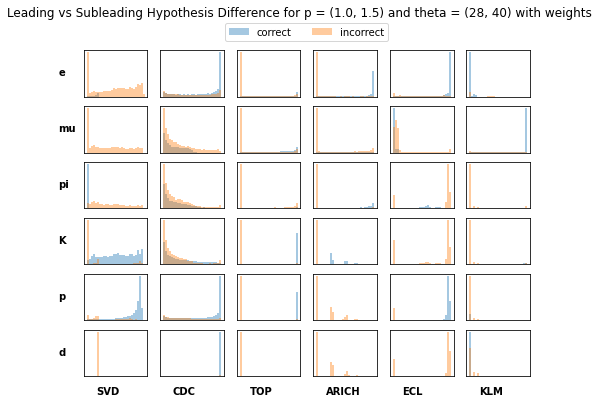 Leading vs Subleading Hypothesis Difference for p = (1.0, 1.5) and theta = (28, 40) with weights
correct incorrect
e
mu
pi
K
p
d
SVD CDC TOP ARICH ECL KLM